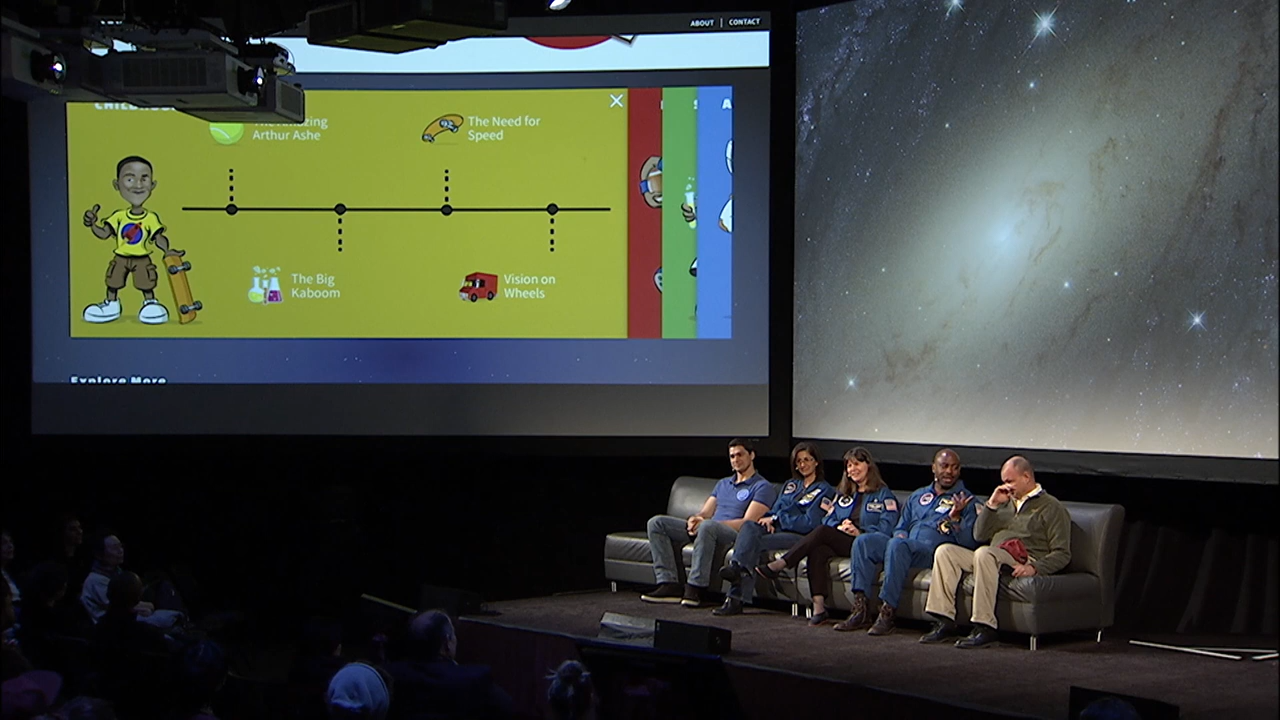 ABOUT | CONTACT
Arthur Ashe
The Need for
Speed
The Big
Kaboom
Vision on
Wheels
Explore More